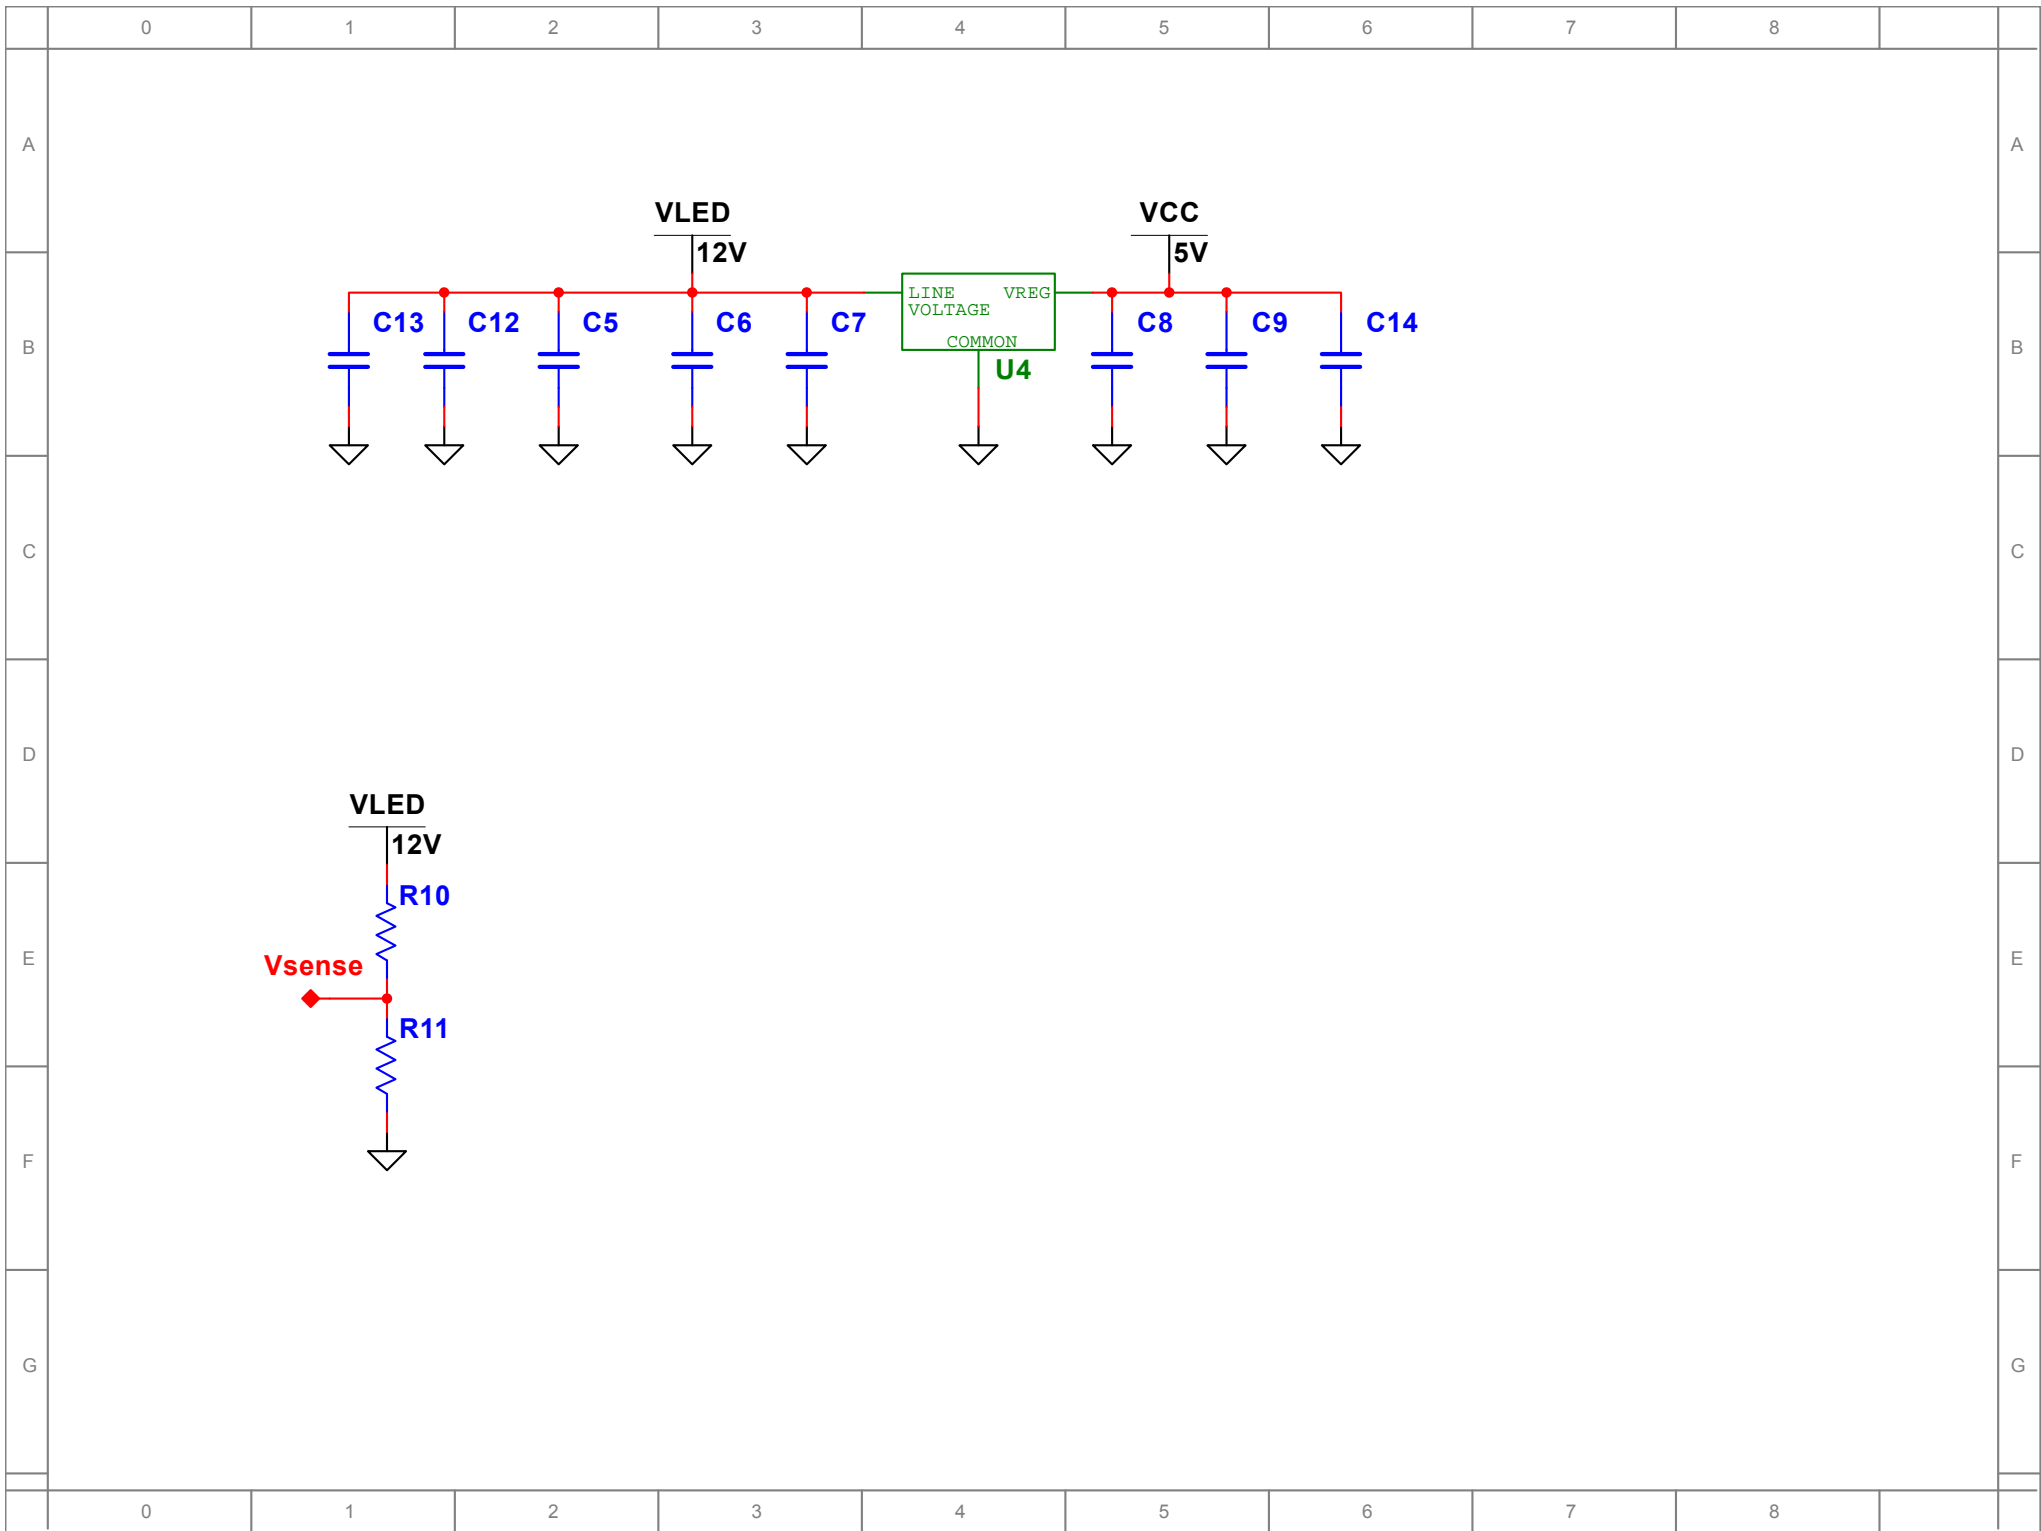 0 1 2 3 4 5 6 7 8
A A
VLED VCC
12V 5V
LINE VREG
VOLTAGE
C13 C12 C5 C6 C7 C8 C9 C14
COMMON
B B
U4
C C
D D
VLED
12V
R10
E E
Vsense
R11
F F
G G
0 1 2 3 4 5 6 7 8